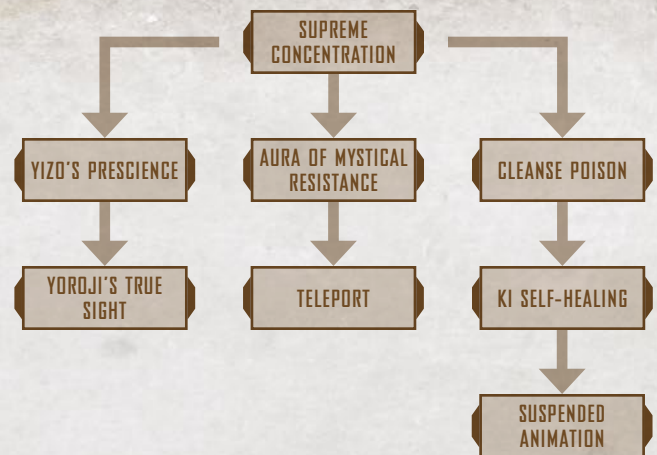 SUPREME
CONCENTRATION
YIZO'S PRESCIENCE
AURA OF MYSTICAL
RESISTANCE
CLEANSE POISON
YOROJI'S TRUE
SIGHT
TELEPORT
KI SELF-HEALING
SUSPENDED
ANIMATION